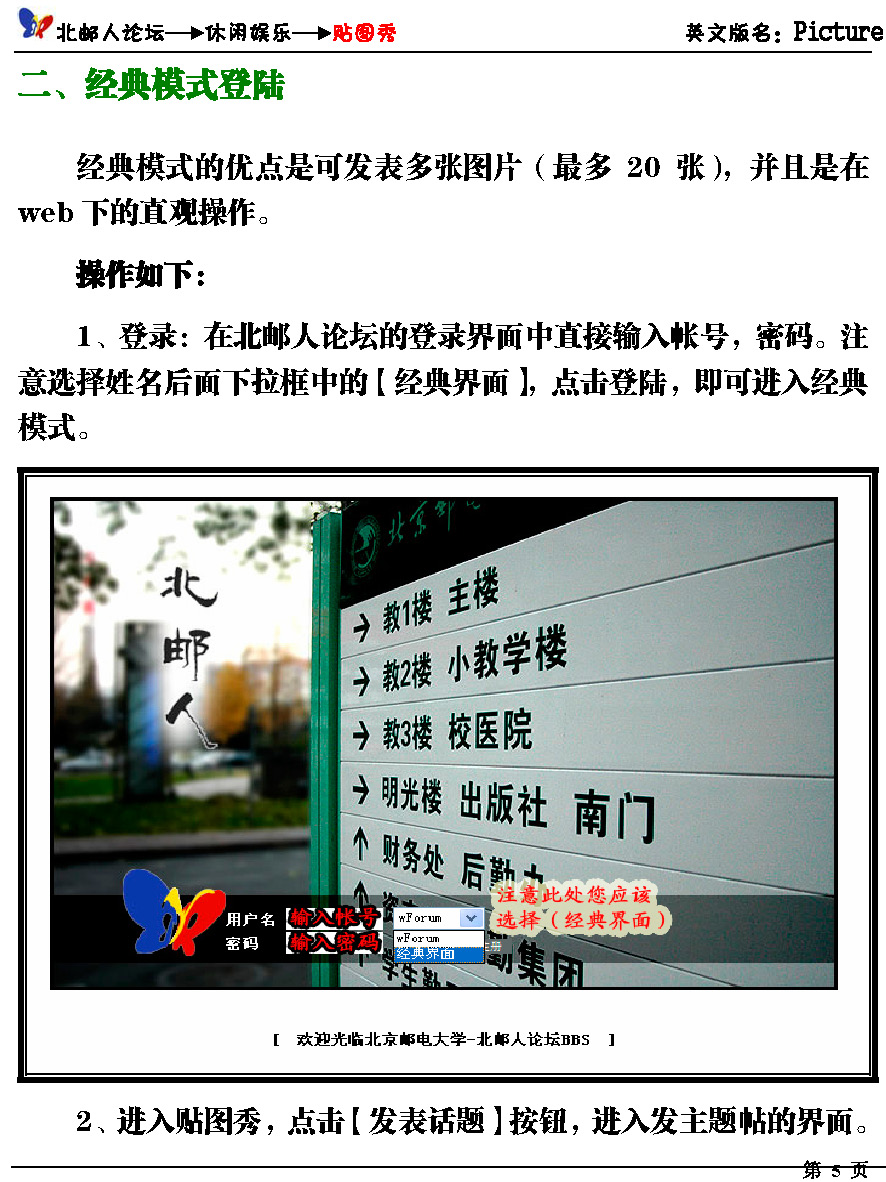 北邮人论坛—▸休闲娱乐—▸贴图秀 英文版名：Picture
二、经典模式登陆
经典模式的优点是可发表多张图片（最多 20 张），并且是在
web 下的直观操作。
操作如下：
1、登录：在北邮人论坛的登录界面中直接输入帐号，密码。注
意选择姓名后面下拉框中的【经典界面】，点击登陆，即可进入经典
模式。
北京邮
北邮人
教1楼 主楼
教2楼 小教学楼
教3楼 校医院
明光楼 出版社 南门
财务处 后勤
用户名 输入帐号 wForum
密码 输入密码 wForum
经典界面
注意此处您应该
选择（经典界面）
学生勤 勤集团
[ 欢迎光临北京邮电大学-北邮人论坛BBS ]
2、进入贴图秀，点击【发表话题】按钮，进入发主题帖的界面。
第 5 页